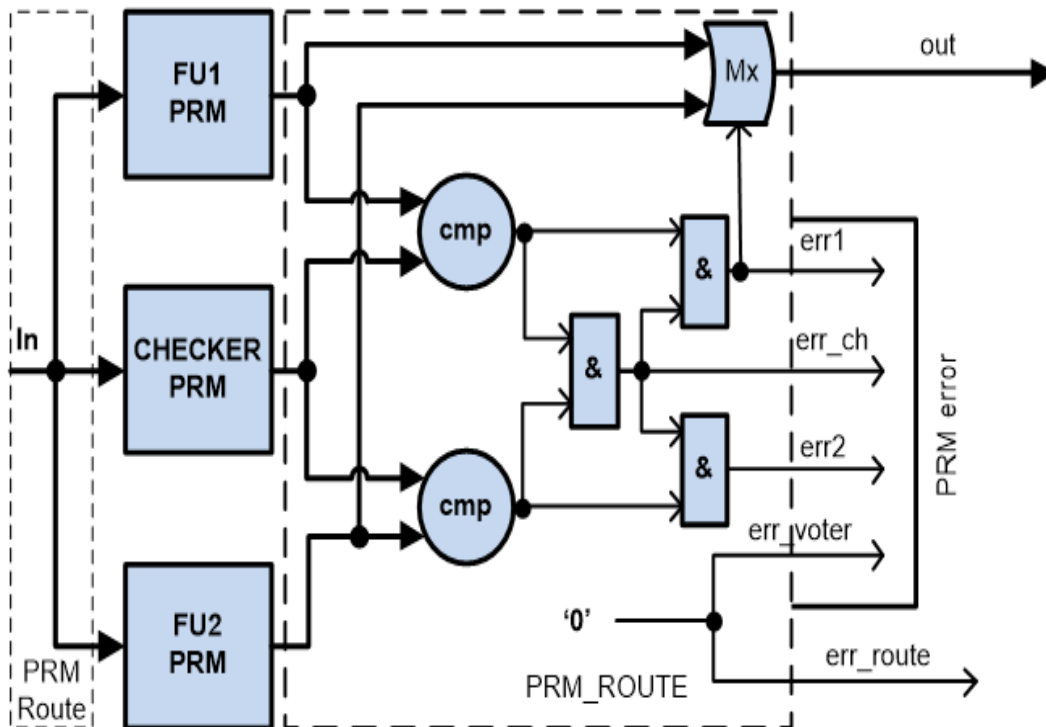 FU1
PRM
Mx
out
cmp
&
err1
In
CHECKER
PRM
&
err_ch
cmp
&
err2
PRM error
err_voter
FU2
PRM
'0'
PRM
Route
PRM_ROUTE
err_route